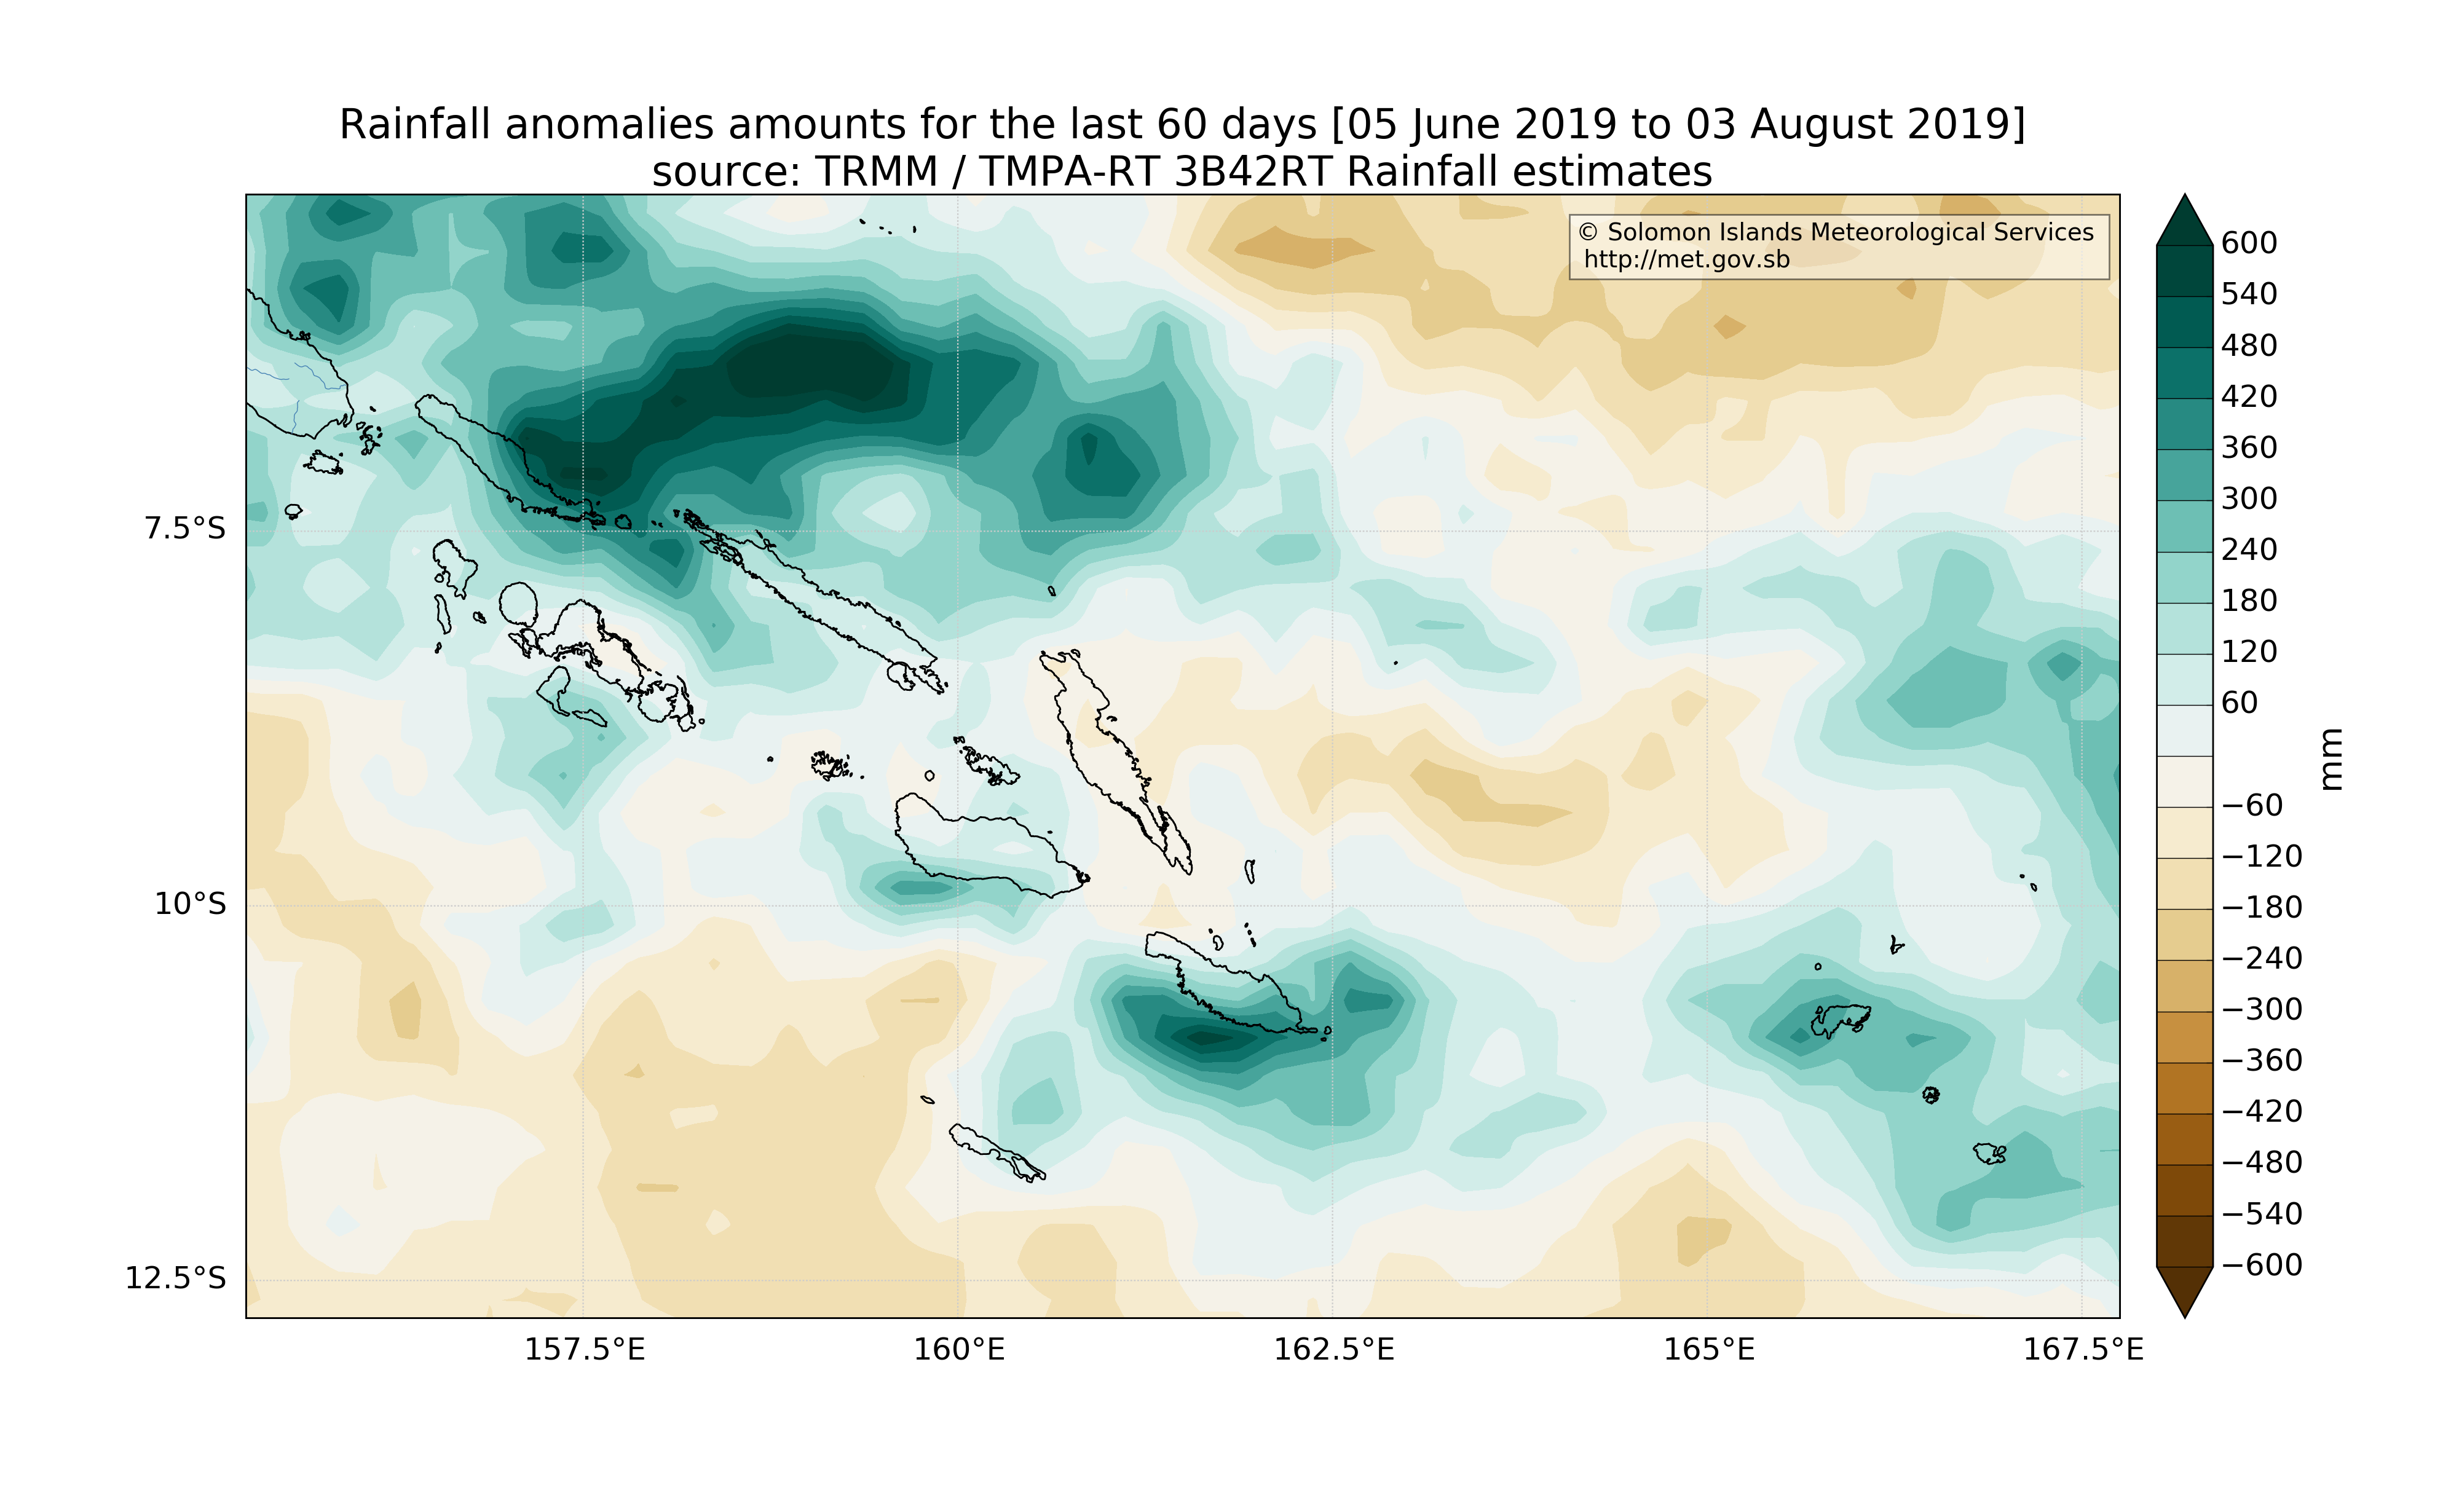 Rainfall anomalies amounts for the last 60 days [05 June 2019 to 03 August 2019]
source: TRMM / TMPA-RT 3B42RT Rainfall estimates
© Solomon Islands Meteorological Services
http://met.gov.sb
7.5°S
10°S
12.5°S
157.5°E
160°E
162.5°E
165°E
167.5°E
600
540
480
420
360
300
240
180
120
60
−60
−120
−180
−240
−300
−360
−420
−480
−540
−600
mm